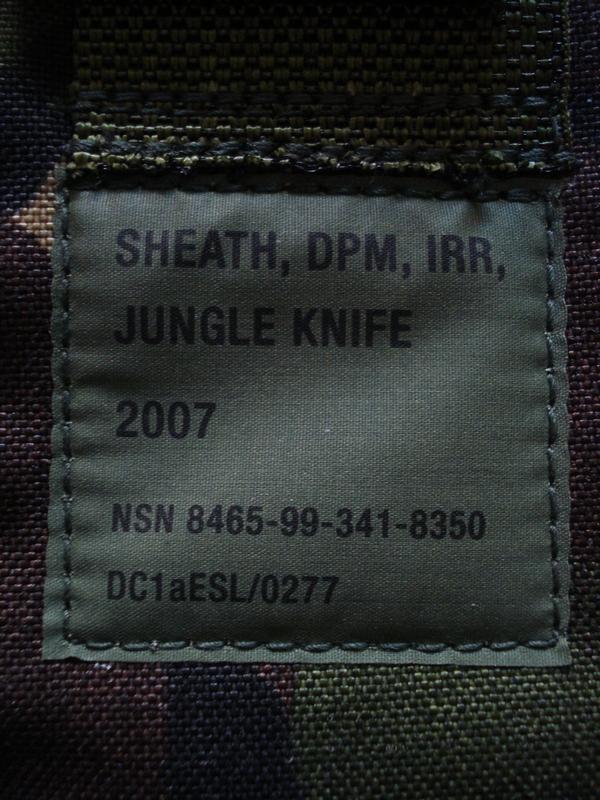 SHEATH, DPM, IRR,
JUNGLE KNIFE
2007
NSN 8465-99-341-8350
DC1aESL/0277